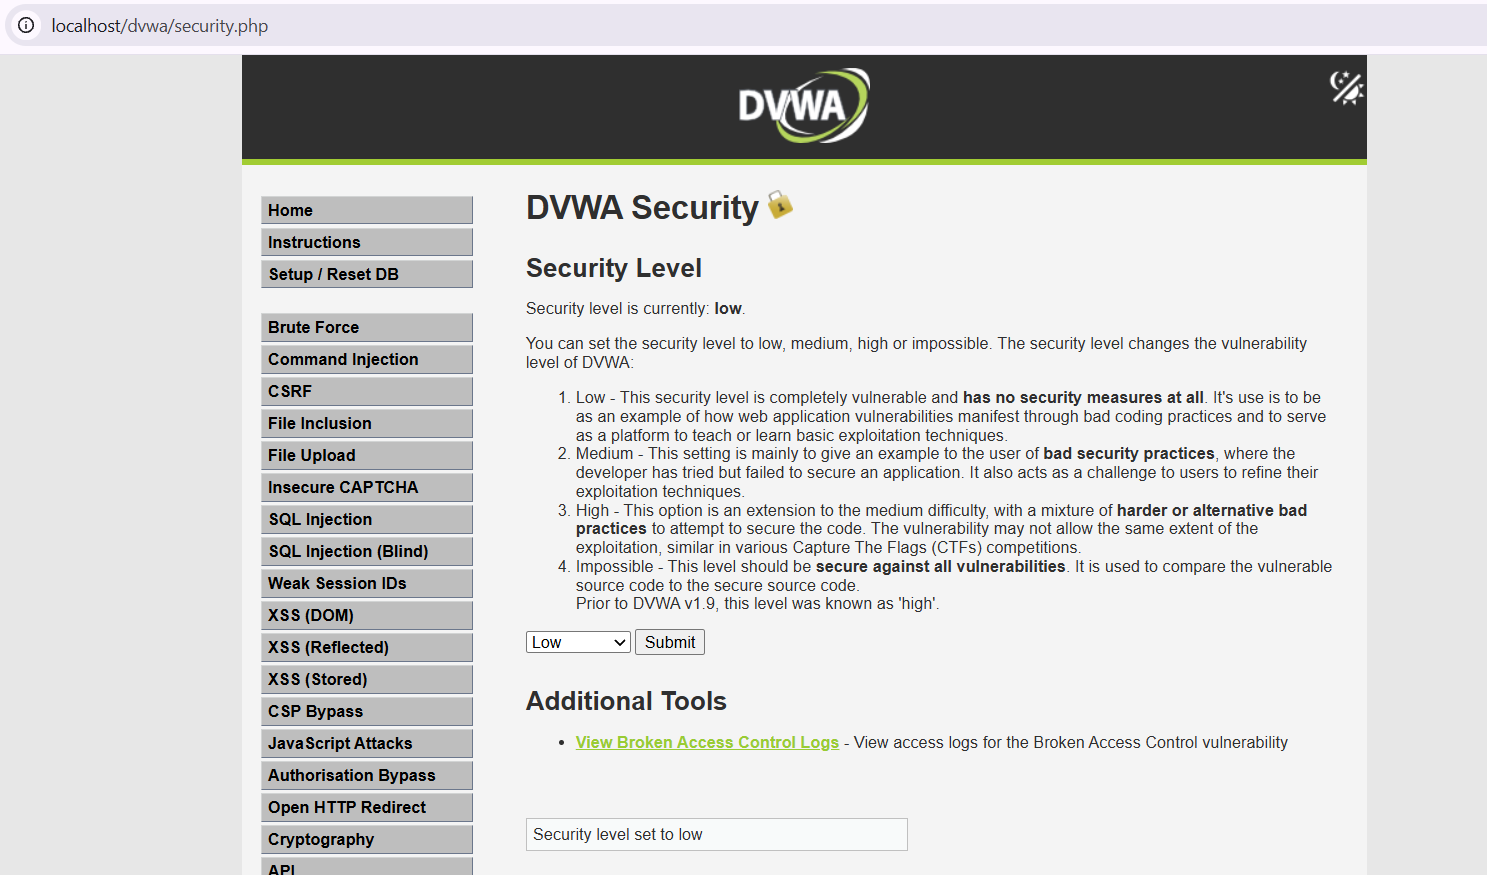 localhost/dvwa/security.php
DVWA
Home
Instructions
Setup / Reset DB
Brute Force
Command Injection
CSRF
File Inclusion
File Upload
Insecure CAPTCHA
SQL Injection
SQL Injection (Blind)
Weak Session IDs
XSS (DOM)
XSS (Reflected)
XSS (Stored)
CSP Bypass
JavaScript Attacks
Authorisation Bypass
Open HTTP Redirect
Cryptography
API
DVWA Security
Security Level
Security level is currently: low.
You can set the security level to low, medium, high or impossible. The security level changes the vulnerability
level of DVWA:
1. Low - This security level is completely vulnerable and has no security measures at all. It's use is to be
as an example of how web application vulnerabilities manifest through bad coding practices and to serve
as a platform to teach or learn basic exploitation techniques.
2. Medium - This setting is mainly to give an example to the user of bad security practices, where the
developer has tried but failed to secure an application. It also acts as a challenge to users to refine their
exploitation techniques.
3. High - This option is an extension to the medium difficulty, with a mixture of harder or alternative bad
practices to attempt to secure the code. The vulnerability may not allow the same extent of the
exploitation, similar in various Capture The Flags (CTFs) competitions.
4. Impossible - This level should be secure against all vulnerabilities. It is used to compare the vulnerable
source code to the secure source code.
Prior to DVWA v1.9, this level was known as 'high'.
Low Submit
Additional Tools
• View Broken Access Control Logs - View access logs for the Broken Access Control vulnerability
Security level set to low